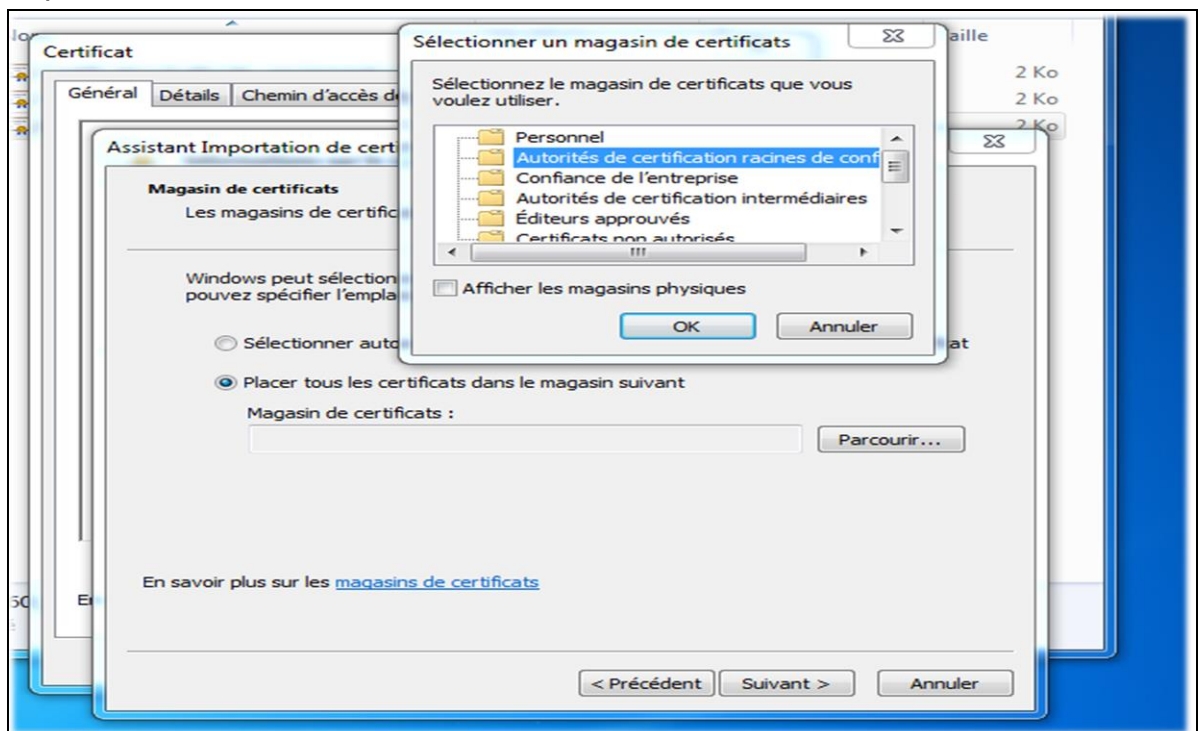 aille
2 Ko
2 Ko
2 Ko
Certificat
Général
Détails
Chemin d'accès de
Sélectionner un magasin de certificats
Sélectionnez le magasin de certificats que vous
voulez utiliser.
Personnel
Autorités de certification racines de conf
Confiance de l'entreprise
Autorités de certification intermédiaires
Éditeurs approuvés
Certificats non autorisés
Afficher les magasins physiques
OK
Annuler
Assistant Importation de certi
Magasin de certificats
Les magasins de certific
Windows peut sélection
pouvez spécifier l'empla
Sélectionner auto
at
Placer tous les certificats dans le magasin suivant
Magasin de certificats :
Parcourir...
En savoir plus sur les magasins de certificats
< Précédent
Suivant >
Annuler